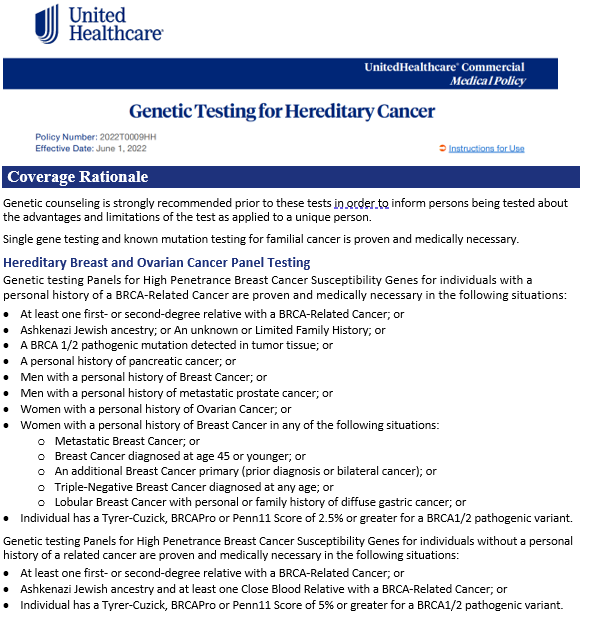 United
Healthcare
UnitedHealthcare® Commercial
Medical Policy
Genetic Testing for Hereditary Cancer
Policy Number: 2022T0009HH
Effective Date: June 1, 2022
Instructions for Use
Coverage Rationale
Genetic counseling is strongly recommended prior to these tests in order to inform persons being tested about
the advantages and limitations of the test as applied to a unique person.
Single gene testing and known mutation testing for familial cancer is proven and medically necessary.
Hereditary Breast and Ovarian Cancer Panel Testing
Genetic testing Panels for High Penetrance Breast Cancer Susceptibility Genes for individuals with a
personal history of a BRCA-Related Cancer are proven and medically necessary in the following situations:
• At least one first- or second-degree relative with a BRCA-Related Cancer; or
• Ashkenazi Jewish ancestry; or An unknown or Limited Family History; or
• A BRCA 1/2 pathogenic mutation detected in tumor tissue; or
• A personal history of pancreatic cancer; or
• Men with a personal history of Breast Cancer; or
• Men with a personal history of metastatic prostate cancer; or
• Women with a personal history of Ovarian Cancer; or
• Women with a personal history of Breast Cancer in any of the following situations:
o Metastatic Breast Cancer; or
o Breast Cancer diagnosed at age 45 or younger; or
o An additional Breast Cancer primary (prior diagnosis or bilateral cancer); or
o Triple-Negative Breast Cancer diagnosed at any age; or
o Lobular Breast Cancer with personal or family history of diffuse gastric cancer; or
• Individual has a Tyrer-Cuzick, BRCAPro or Penn11 Score of 2.5% or greater for a BRCA1/2 pathogenic variant.
Genetic testing Panels for High Penetrance Breast Cancer Susceptibility Genes for individuals without a personal
history of a related cancer are proven and medically necessary in the following situations:
• At least one first- or second-degree relative with a BRCA-Related Cancer; or
• Ashkenazi Jewish ancestry and at least one Close Blood Relative with a BRCA-Related Cancer; or
• Individual has a Tyrer-Cuzick, BRCAPro or Penn11 Score of 5% or greater for a BRCA1/2 pathogenic variant.